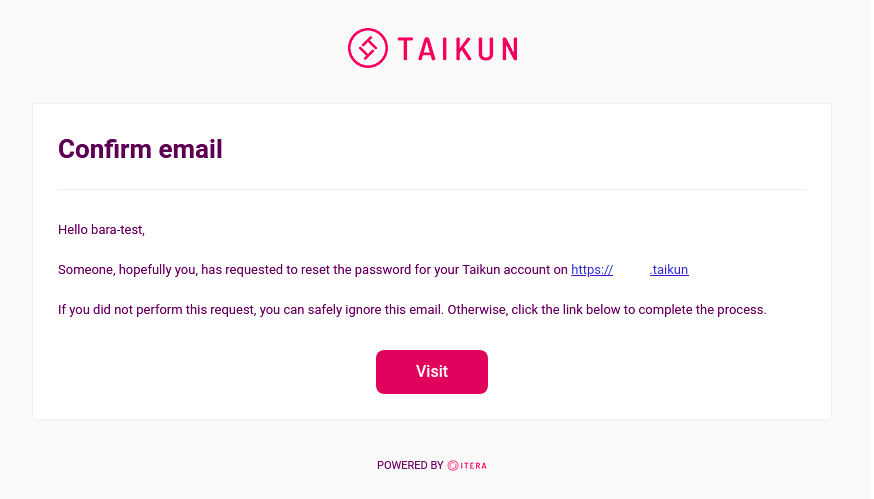 TAIKUN
Confirm email
Hello bara-test,
Someone, hopefully you, has requested to reset the password for your Taikun account on https:// .taikun
If you did not perform this request, you can safely ignore this email. Otherwise, click the link below to complete the process.
Visit
POWERED BY ITERA